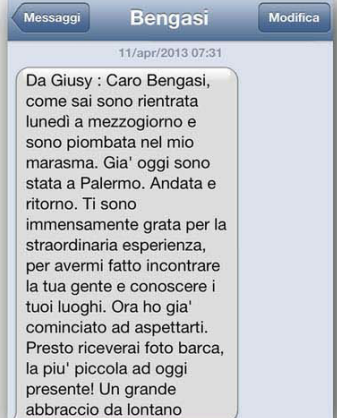 Messaggi
Bengasi
Modifica
11/apr/2013 07:31
Da Giusy : Caro Bengasi,
come sai sono rientrata
lunedì a mezzogiorno e
sono piombata nel mio
marasma. Gia' oggi sono
stata a Palermo. Andata e
ritorno. Ti sono
immensamente grata per la
straordinaria esperienza,
per avermi fatto incontrare
la tua gente e conoscere i
tuoi luoghi. Ora ho gia'
cominciato ad aspettarti.
Presto riceverai foto barca,
la piu' piccola ad oggi
presente! Un grande
abbraccio da lontano